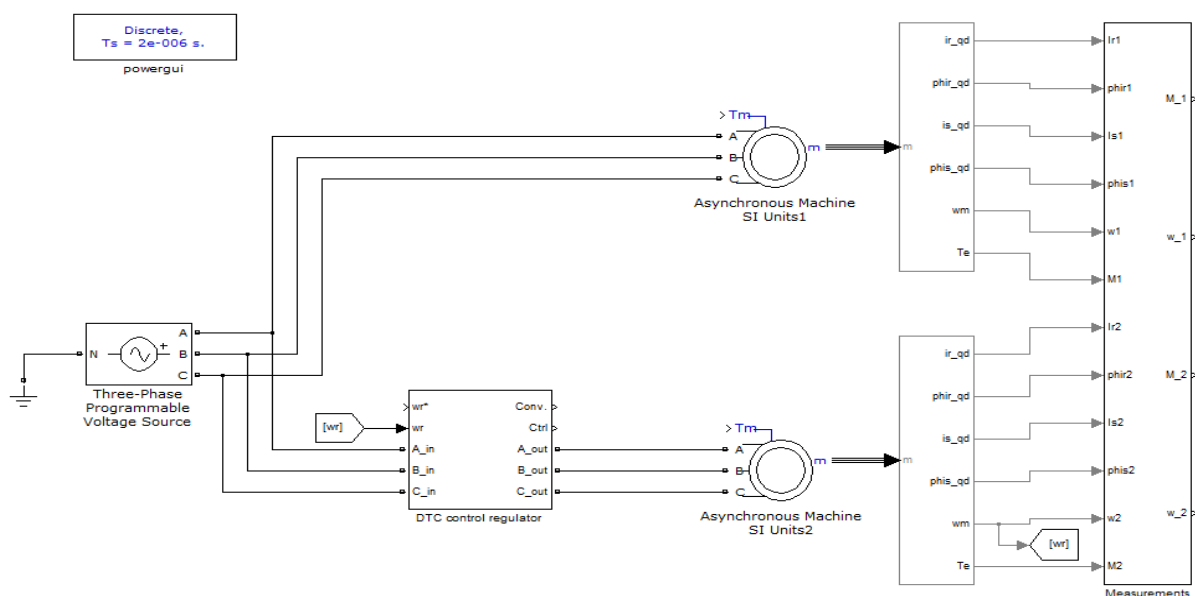 Discrete,
Ts = 2e-006 s.
powergui
Tm
A
B
C
m
Asynchronous Machine
SI Units1
m
ir_qd
phir_qd
is_qd
phis_qd
wm
Te
Ir1
phir1
Is1
phis1
w1
M1
Ir2
phir2
Is2
phis2
w2
M2
M_1
w_1
M_2
w_2
Measurements
N
+
A
B
C
Three-Phase
Programmable
Voltage Source
[wr]
wr*
wr
A_in
B_in
C_in
Conv.
Ctrl
A_out
B_out
C_out
DTC control regulator
Tm
A
B
C
m
Asynchronous Machine
SI Units2
m
ir_qd
phir_qd
is_qd
phis_qd
wm
Te
[wr]